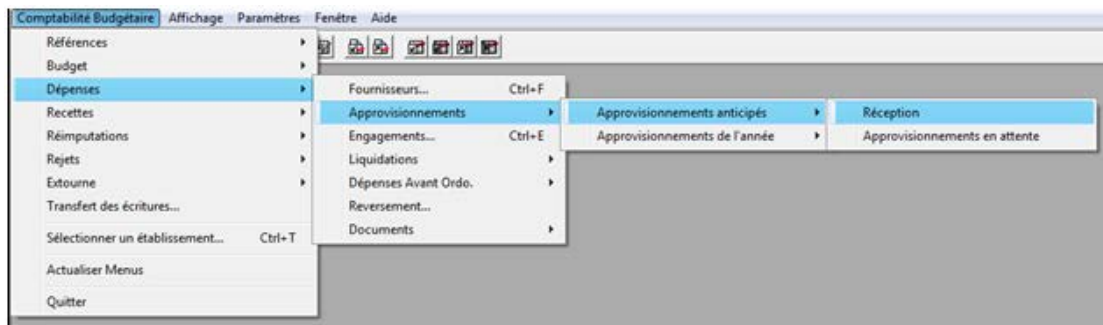 Comptabilité Budgétaire Affichage Paramètres Fenêtre Aide
Références
Budget
Dépenses
Recettes
Réimputations
Rejets
Extourne
Transfert des écritures...
Sélectionner un établissement... Ctrl+T
Actualiser Menus
Quitter
Fournisseurs... Ctrl+F
Approvisionnements
Engagements... Ctrl+E
Liquidations
Dépenses Avant Ordo.
Reversement...
Documents
Approvisionnements anticipés
Approvisionnements de l'année
Réception
Approvisionnements en attente